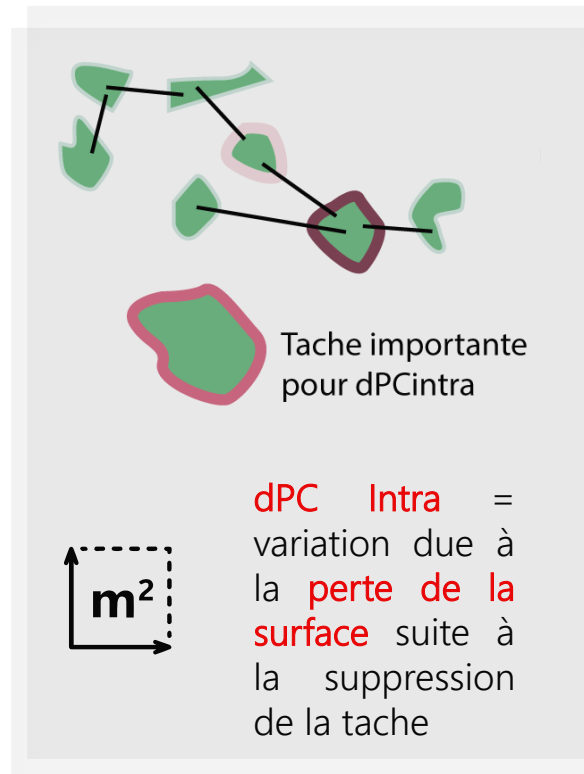 Tache importante
pour dPCintra
dPC Intra =
variation due à
la perte de la
m²
surface suite à
la suppression
de la tache